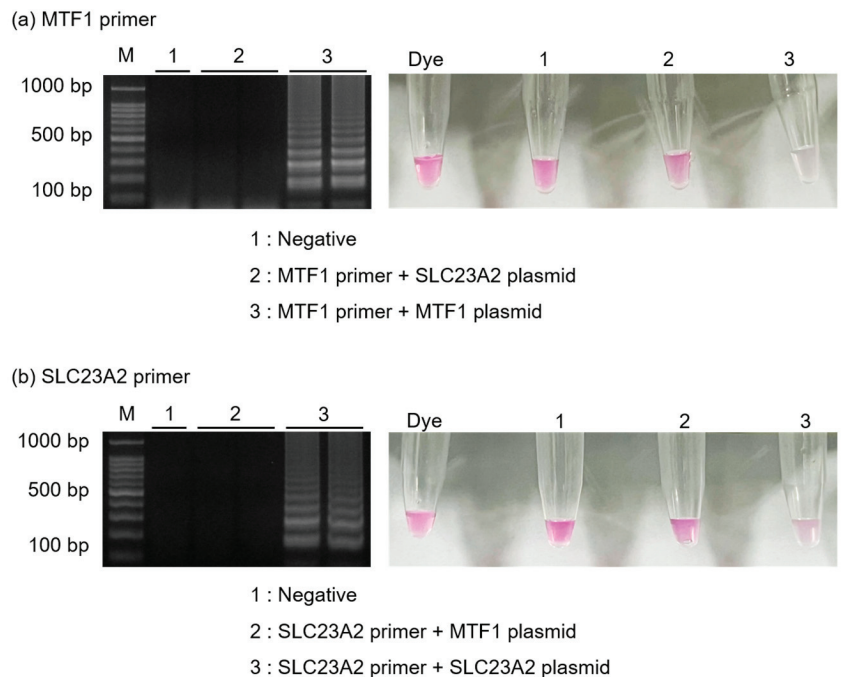 (a) MTF1 primer
M 1 2 3 Dye 1 2 3
1000 bp
500 bp
100 bp
1 : Negative
2 : MTF1 primer + SLC23A2 plasmid
3 : MTF1 primer + MTF1 plasmid
(b) SLC23A2 primer
M 1 2 3 Dye 1 2 3
1000 bp
500 bp
100 bp
1 : Negative
2 : SLC23A2 primer + MTF1 plasmid
3 : SLC23A2 primer + SLC23A2 plasmid